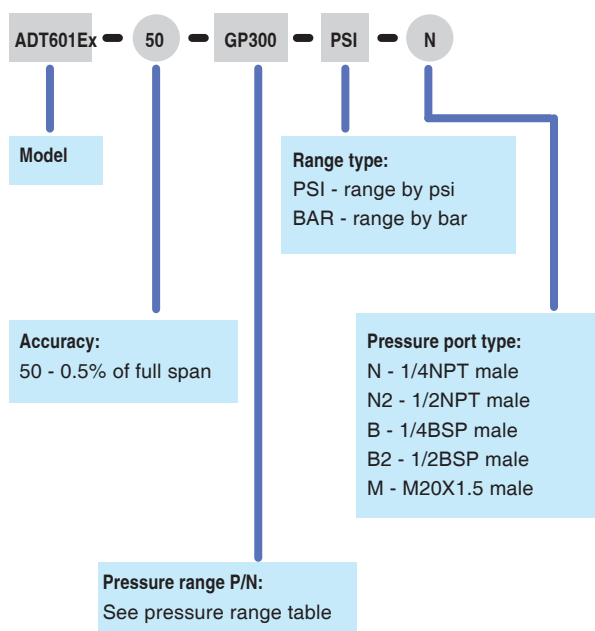 ADT601Ex 50 GP300 PSI N
Model
Range type:
PSI - range by psi
BAR - range by bar
Accuracy:
50 - 0.5% of full span
Pressure port type:
N - 1/4NPT male
N2 - 1/2NPT male
B - 1/4BSP male
B2 - 1/2BSP male
M - M20X1.5 male
Pressure range P/N:
See pressure range table